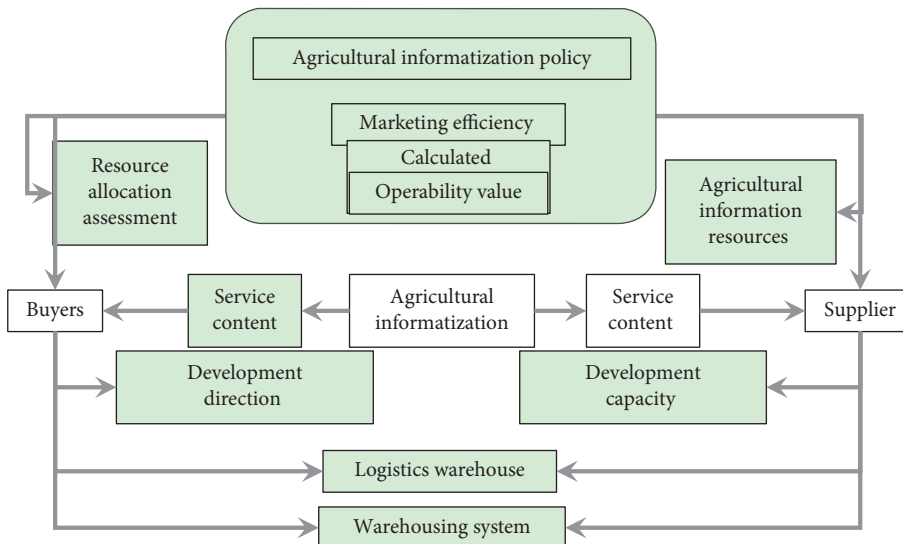 Agricultural informatization policy
Marketing efficiency
Calculated
Operability value
Resource
allocation
assessment
Agricultural
information
resources
Buyers
Service
content
Agricultural
informatization
Service
content
Supplier
Development
direction
Development
capacity
Logistics warehouse
Warehousing system